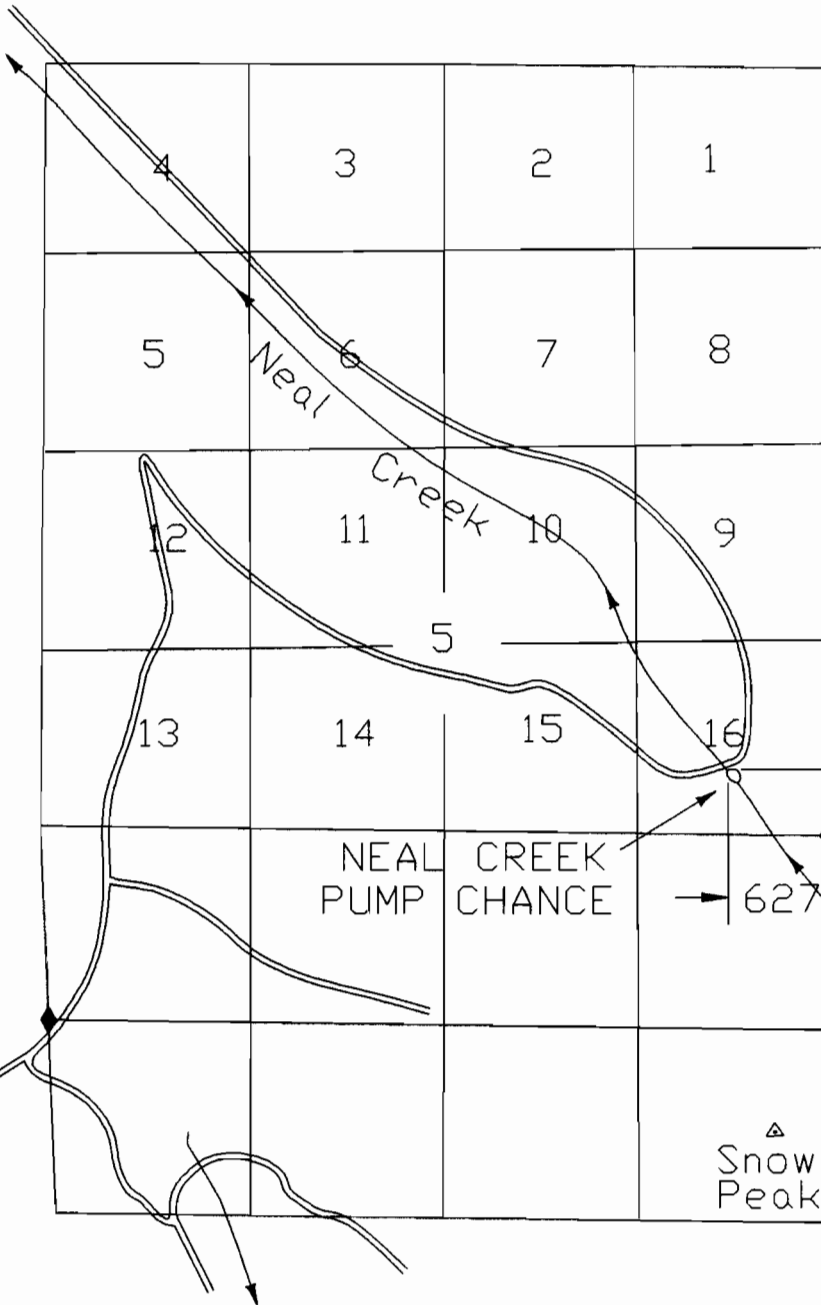 4 3 2 1
5 6 7 8
Neal
Creek
12 11 10 9
5
13 14 15 16
NEAL CREEK
PUMP CHANCE
627
Snow
Peak